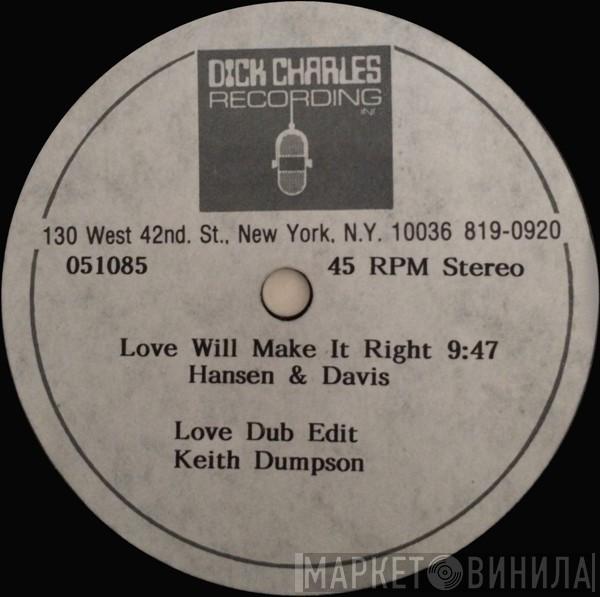 DICK CHARLES
RECORDING
INC
130 West 42nd. St., New York, N.Y. 10036 819-0920
051085 45 RPM Stereo
Love Will Make It Right 9:47
Hansen & Davis
Love Dub Edit
Keith Dumpson
МАРКЕТ ВИНИЛА